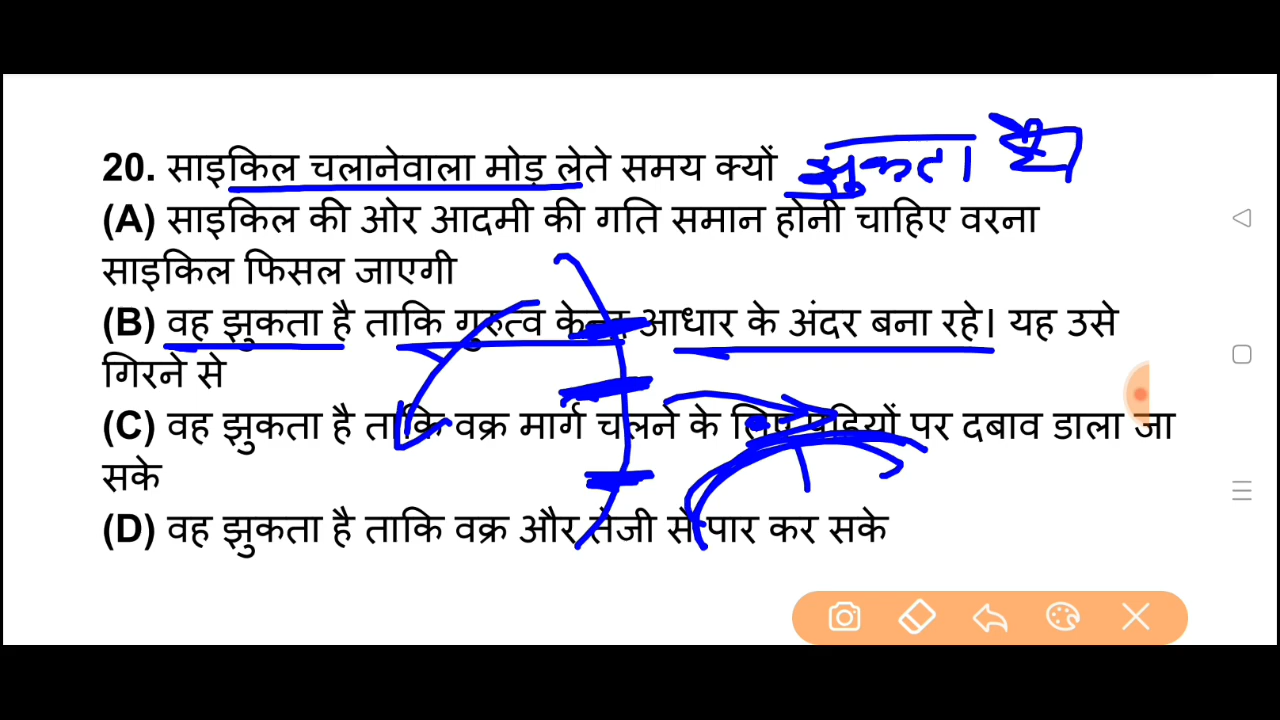 20. साइकिल चलानेवाला मोड़ लेते समय क्यों झुकता है
(A) साइकिल की ओर आदमी की गति समान होनी चाहिए वरना
साइकिल फिसल जाएगी
(B) वह झुकता है ताकि गुरुत्व केन्द्र आधार के अंदर बना रहे। यह उसे
गिरने से
(C) वह झुकता है ताकि वक्र मार्ग चलने के लिए पहियों पर दबाव डाला जा
सके
(D) वह झुकता है ताकि वक्र और तेजी से पार कर सके